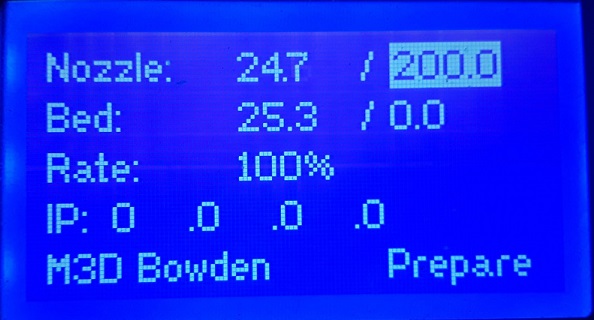 Nozzle: 24.7 / 200.0
Bed: 25.3 / 0.0
Rate: 100%
IP: 0 .0 .0 .0
M3D Bowden Prepare